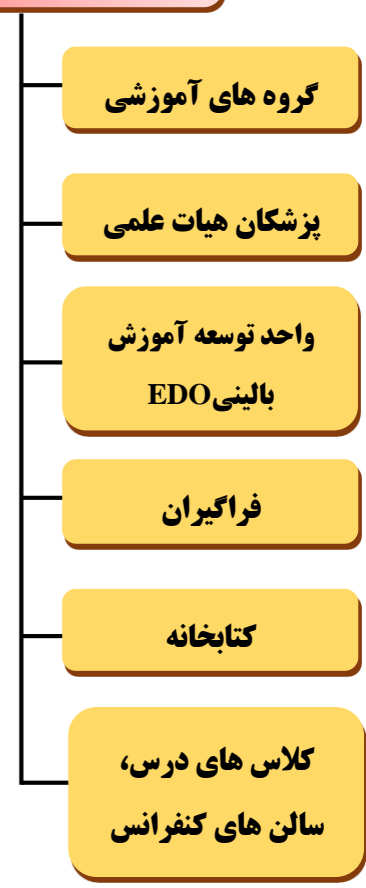 گروه های آموزشی
پزشکان هیات علمی
واحد توسعه آموزش
بالینیEDO
فراگیران
کتابخانه
کلاس های درس،
سالن های کنفرانس